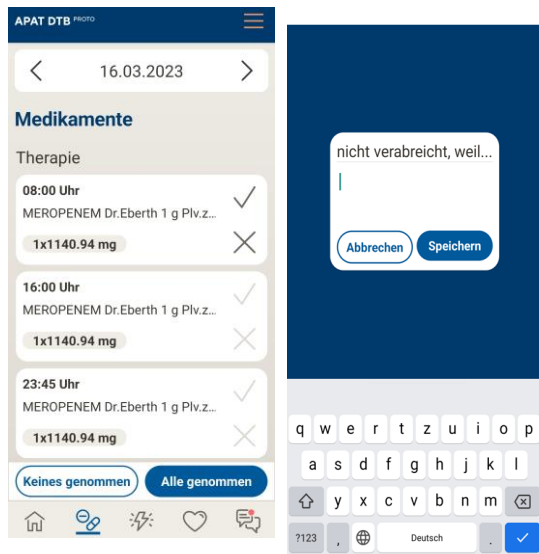 APAT DTB PROTO
16.03.2023
Medikamente
Therapie
08:00 Uhr
MEROPENEM Dr.Eberth 1 g Plv.z...
1x1140.94 mg
16:00 Uhr
MEROPENEM Dr.Eberth 1 g Plv.z...
1x1140.94 mg
23:45 Uhr
MEROPENEM Dr.Eberth 1 g Plv.z...
1x1140.94 mg
Keines genommen Alle genommen
nicht verabreicht, weil...
Abbrechen Speichern
q w e r t z u i o p
a s d f g h j k l
y x c v b n m
?123 , Deutsch .